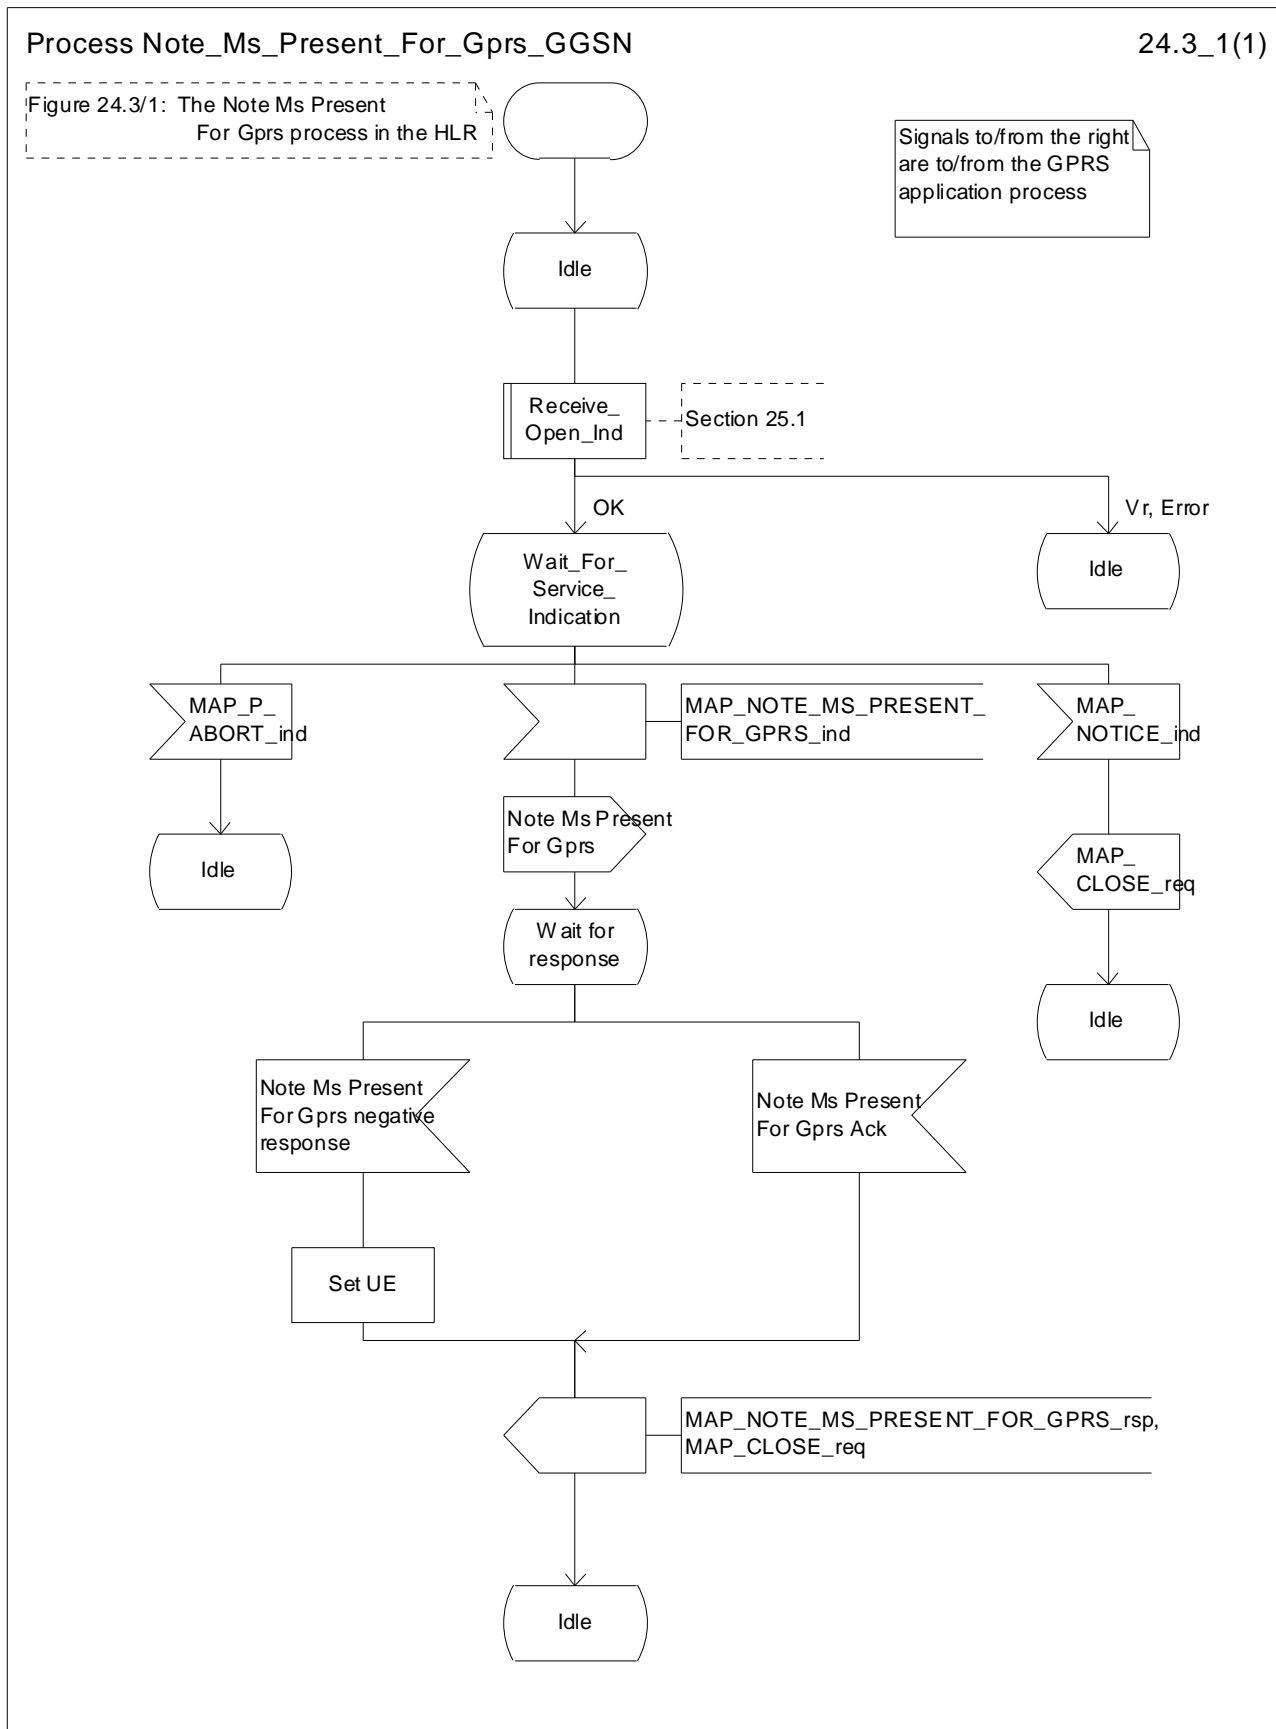 Process Note_Ms_Present_For_Gprs_GGSN
24.3_1(1)
Figure 24.3/1: The Note Ms Present
For Gprs process in the HLR
Signals to/from the right
are to/from the GPRS
application process
Idle
Receive_
Open_Ind
Section 25.1
OK
Vr, Error
Wait_For_
Service_
Indication
Idle
MAP_P_
ABORT_ind
MAP_NOTE_MS_PRESENT_
FOR_GPRS_ind
MAP_
NOTICE_ind
Note Ms Present
For Gprs
Idle
MAP_
CLOSE_req
Wait for
response
Idle
Note Ms Present
For Gprs negative
response
Note Ms Present
For Gprs Ack
Set UE
MAP_NOTE_MS_PRESENT_FOR_GPRS_rsp,
MAP_CLOSE_req
Idle